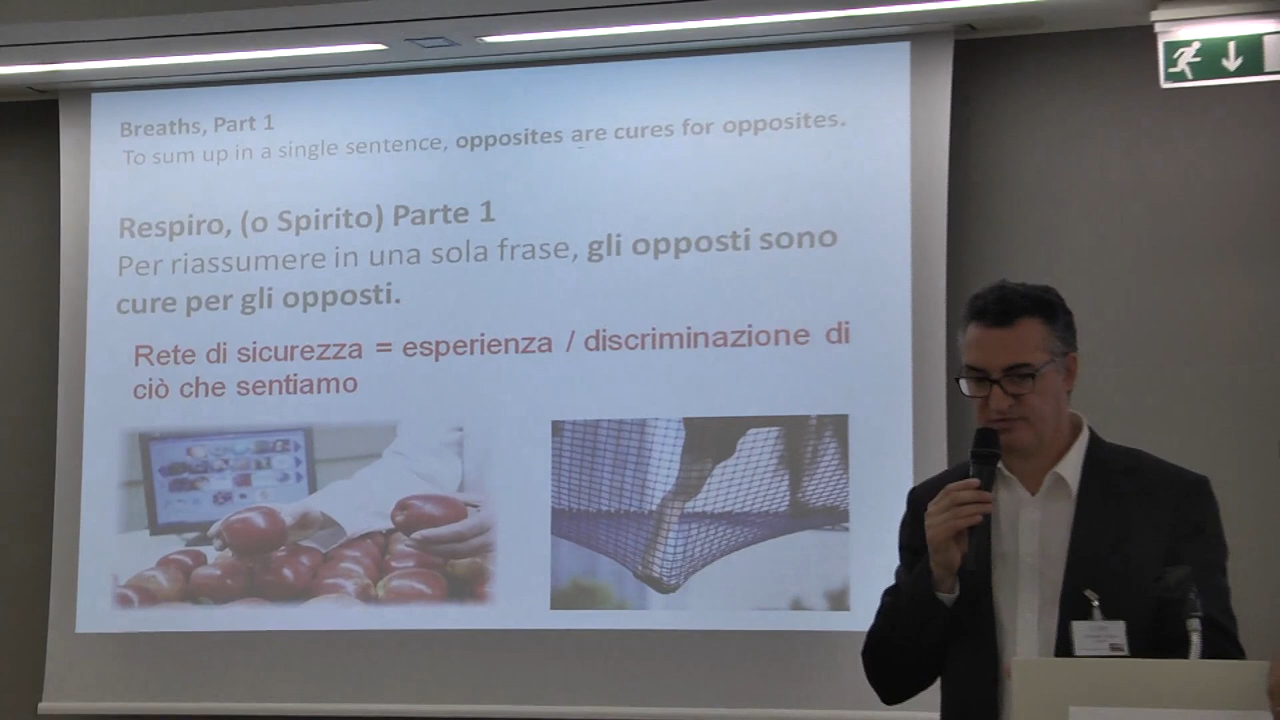 Breaths, Part 1
To sum up in a single sentence, opposites are cures for opposites.
Respiro, (o Spirito) Parte 1
Per riassumere in una sola frase, gli opposti sono
cure per gli opposti.
Rete di sicurezza = esperienza / discriminazione di
ciò che sentiamo